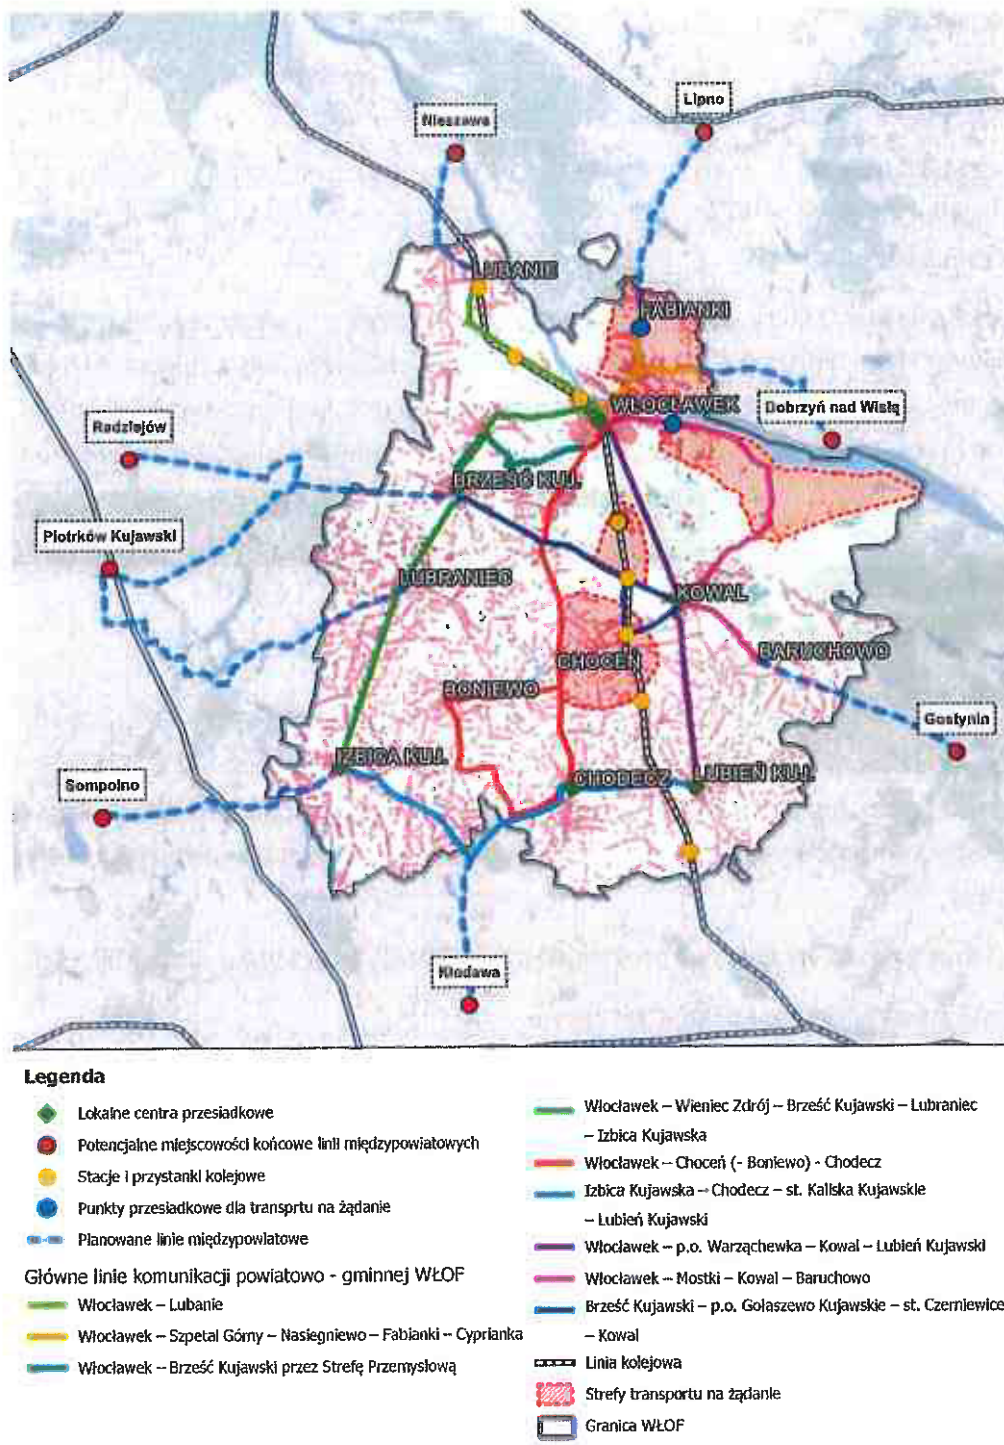 Lipno
Nieszawa
LUBANIE
FABIANKI
WŁOCŁAWEK
Dobrzyń nad Wisłą
Radziejów
BRZEŚĆ KUJ.
Piotrków Kujawski
LUBRANIEC
KOWAL
CHOCEŃ
BARUCHOWO
BONIEWO
Gostynin
IZBICA KUJ.
CHODECZ
LUBIEŃ KUJ.
Sompolno
Kłodawa
Legenda
Lokalne centra przesiadkowe
Potencjalne miejscowości końcowe linii międzypowiatowych
Stacje i przystanki kolejowe
Punkty przesiadkowe dla transprtu na żądanie
Planowane linie międzypowiatowe
Główne linie komunikacji powiatowo - gminnej WŁOF
Włocławek – Lubanie
Włocławek – Szpetal Górny – Nasiegniewo – Fabianki – Cyprianka
Włocławek – Brześć Kujawski przez Strefę Przemysłową
Włocławek – Wieniec Zdrój – Brześć Kujawski – Lubraniec
– Izbica Kujawska
Włocławek – Choceń (- Boniewo) - Chodecz
Izbica Kujawska – Chodecz – st. Kaliska Kujawskie
– Lubień Kujawski
Włocławek – p.o. Warząchewka – Kowal – Lubień Kujawski
Włocławek – Mostki – Kowal – Baruchowo
Brześć Kujawski – p.o. Gołaszewo Kujawskie – st. Czerniewice
– Kowal
Linia kolejowa
Strefy transportu na żądanie
Granica WŁOF